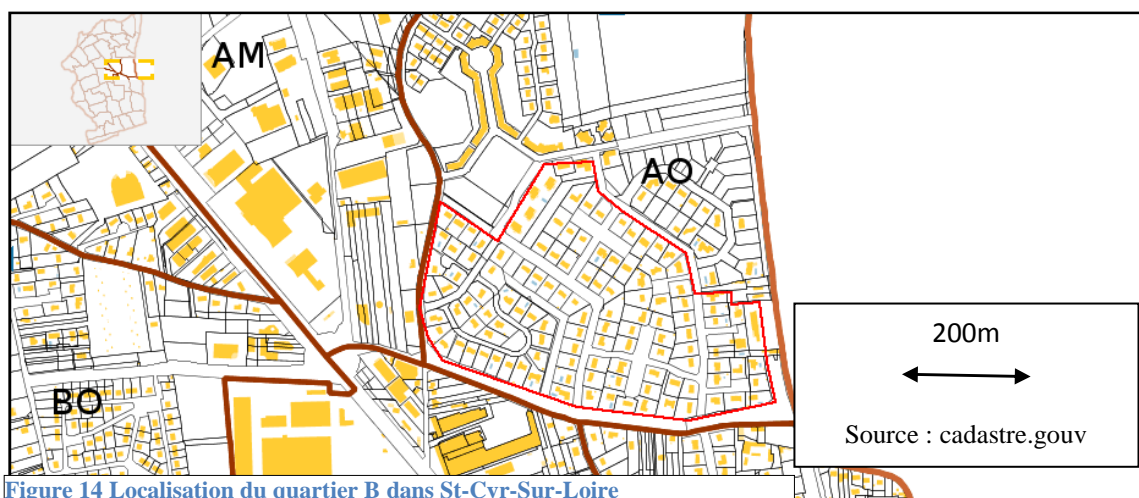 AM
AO
200m
BO
Source : cadastre.gouv
Figure 14 Localisation du quartier B dans St-Cyr-Sur-Loire